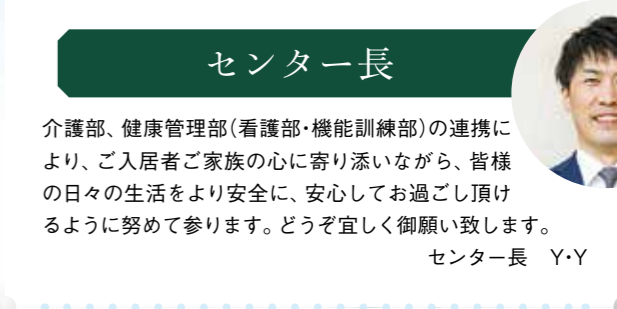 センター長
介護部、健康管理部(看護部・機能訓練部)の連携に
より、ご入居者ご家族の心に寄り添いながら、皆様
の日々の生活をより安全に、安心してお過ごし頂け
るように努めて参ります。どうぞ宜しく御願い致します。
センター長　Y・Y